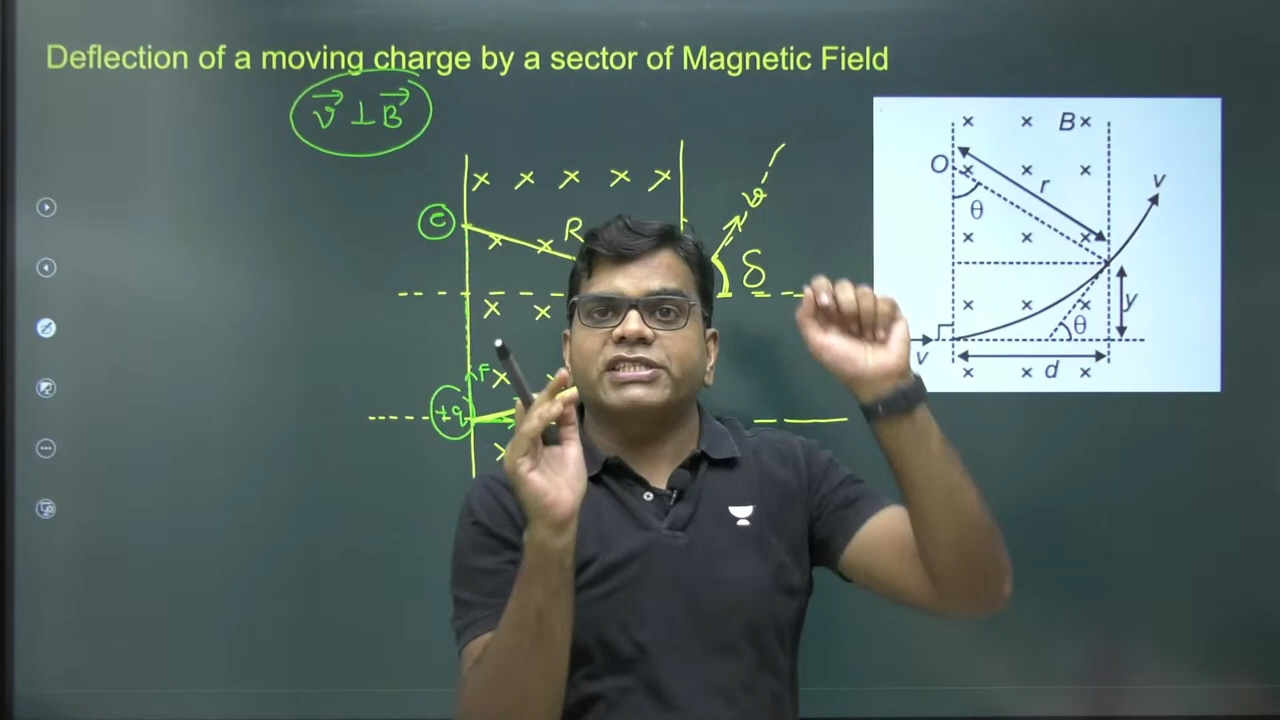 Deflection of a moving charge by a sector of Magnetic Field
v⃗ ⊥ B⃗
× × × × ×
C
R
× ×
v
δ
× ×
F
× ×
+q
×
× × B ×
O × × ×
r
v
θ
× × ×
× × ×
y
θ
v
d
× × ×